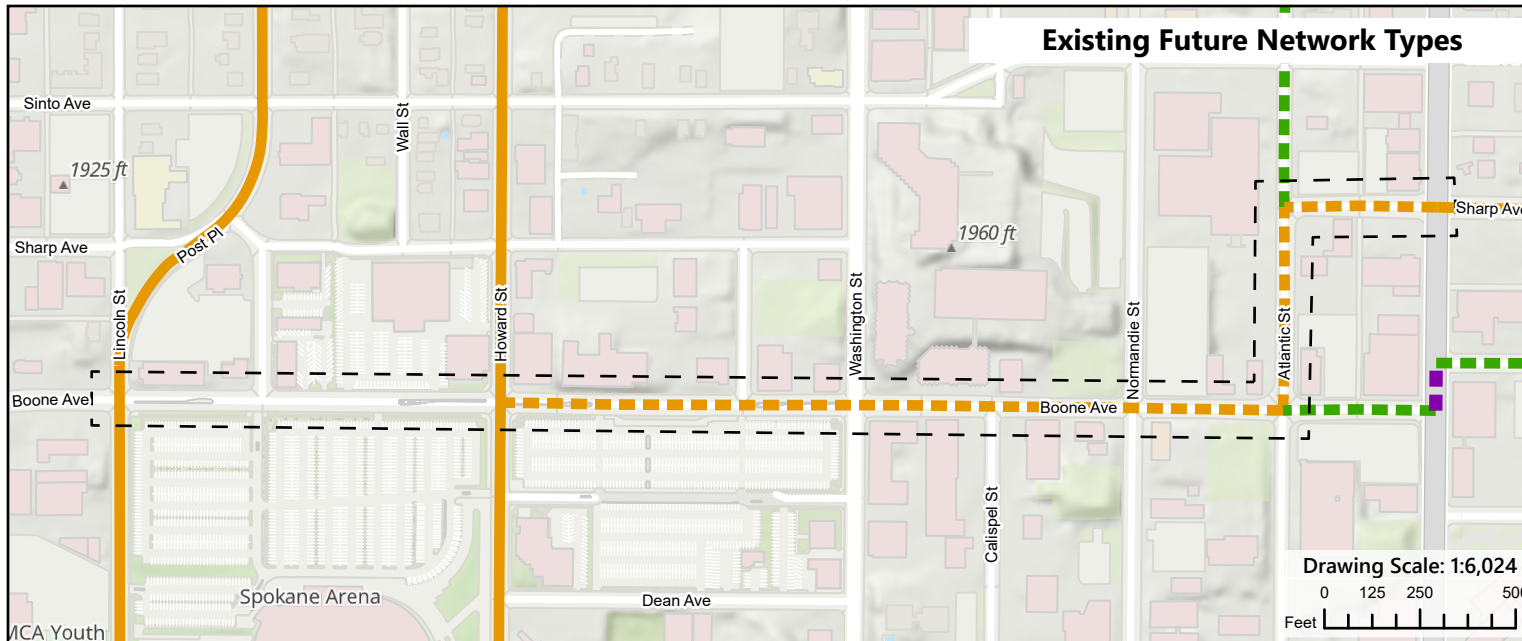 Existing Future Network Types
Sinto Ave
Wall St
1925 ft
Sharp Ave
Post Pl
1960 ft
Sharp Ave
Lincoln St
Howard St
Washington St
Normandie St
Atlantic St
Boone Ave
Boone Ave
Calispel St
Spokane Arena
Dean Ave
MCA Youth
Drawing Scale: 1:6,024
0 125 250 500
Feet